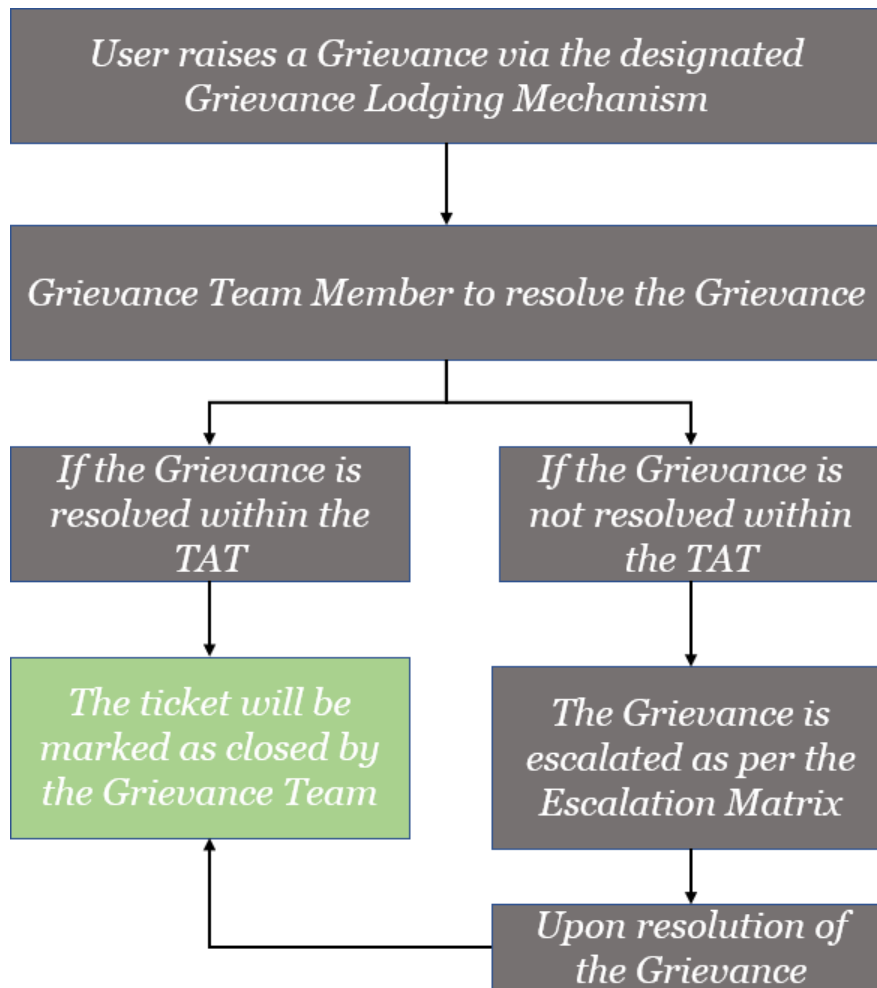 User raises a Grievance via the designated
Grievance Lodging Mechanism
Grievance Team Member to resolve the Grievance
If the Grievance is
resolved within the
TAT
If the Grievance is
not resolved within
the TAT
The ticket will be
marked as closed by
the Grievance Team
The Grievance is
escalated as per the
Escalation Matrix
Upon resolution of
the Grievance